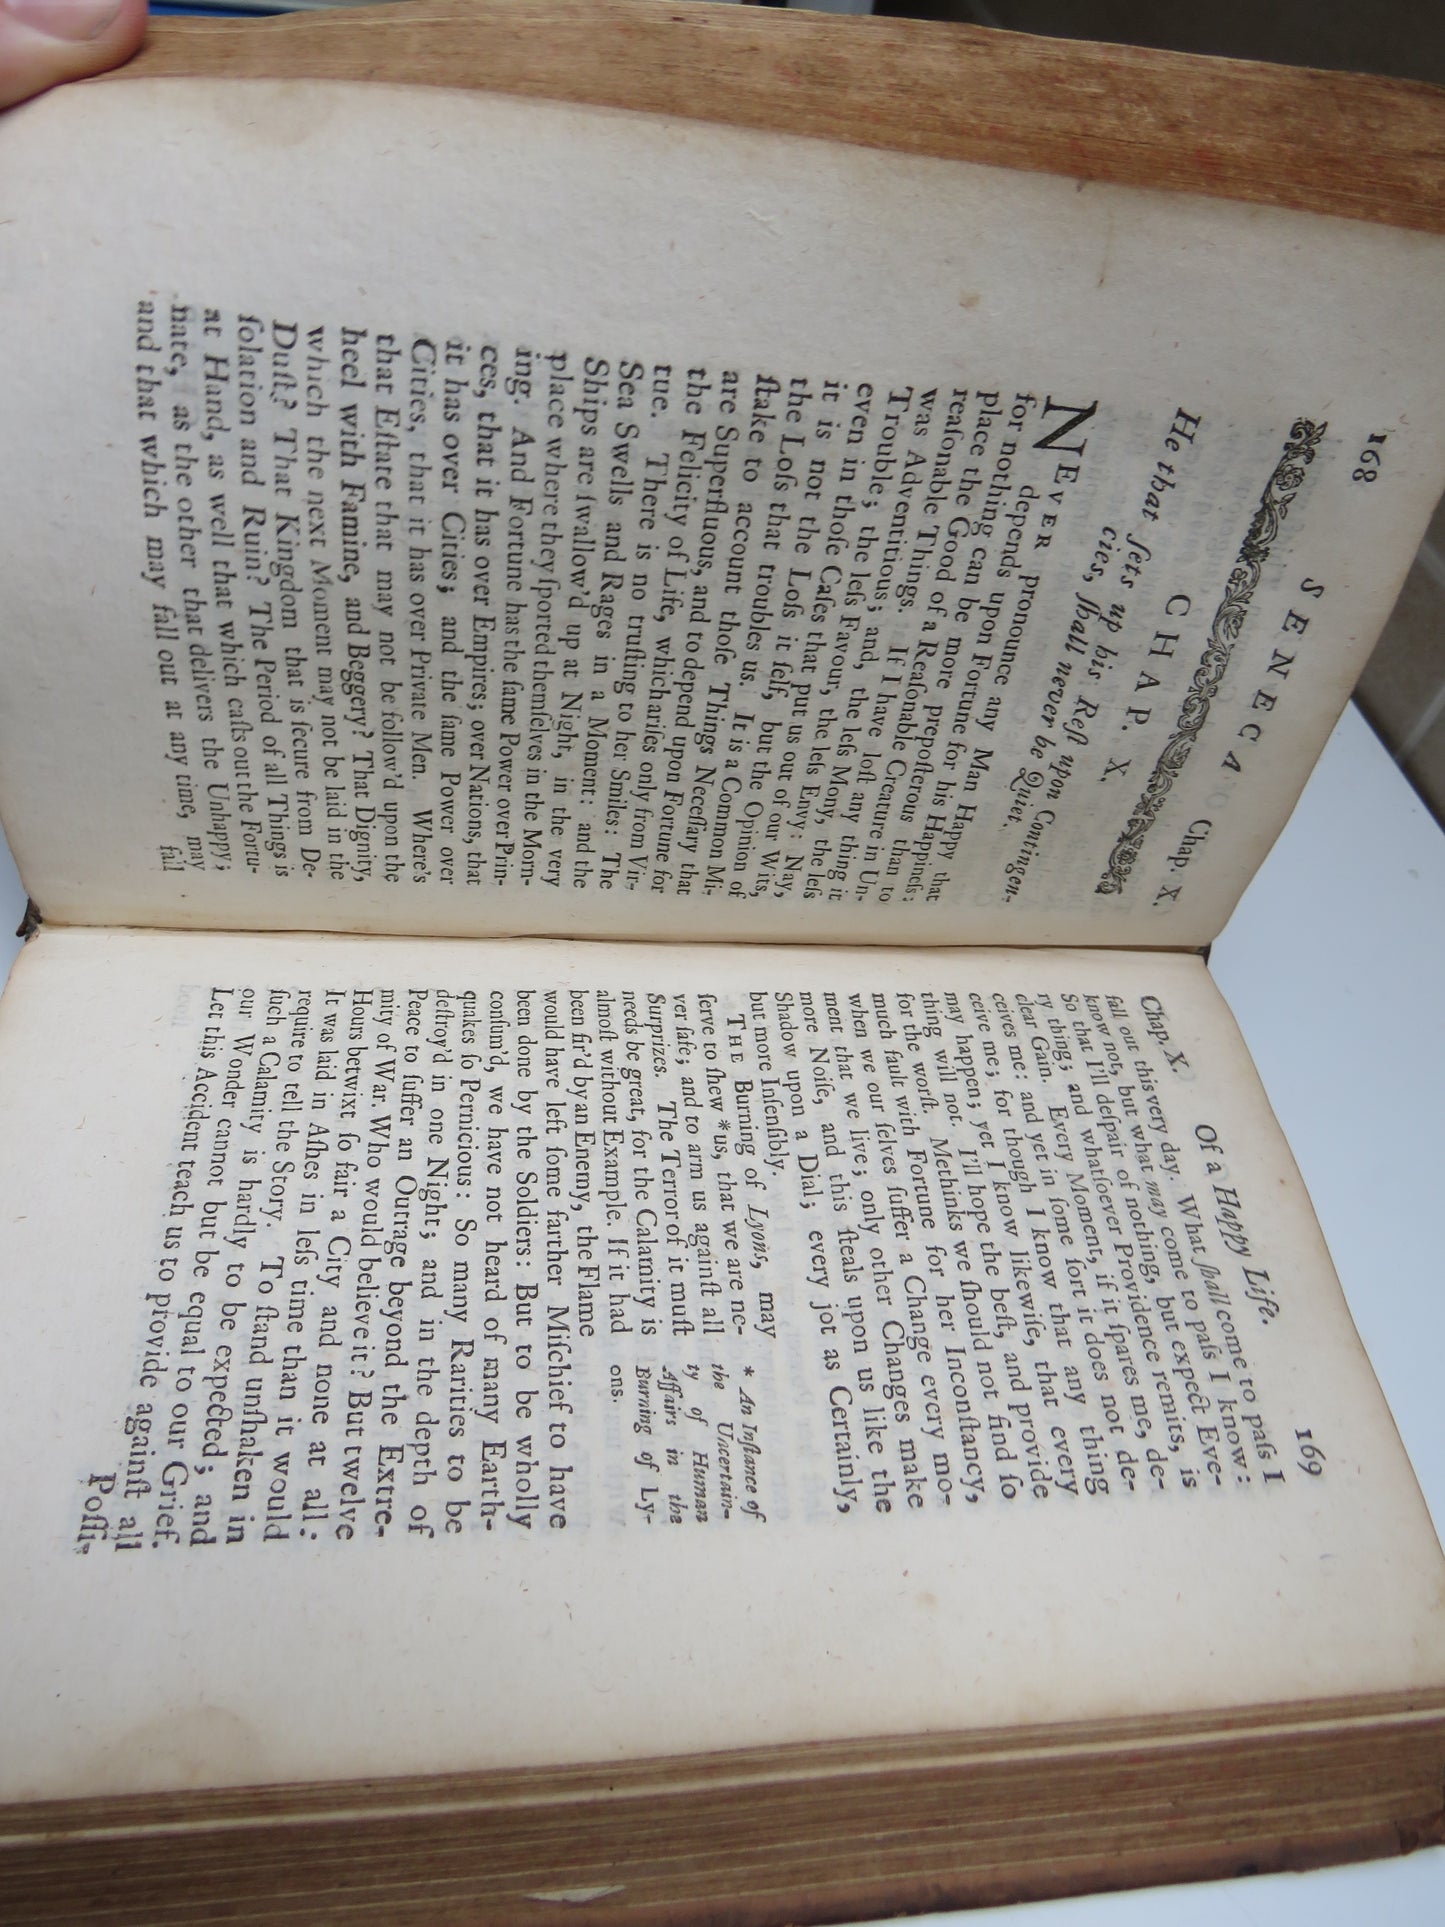 168 SENECA Chap. X.
CHAP. X.
He that ſets up his Reſt upon Contingen-
cies, ſhall never be Quiet.
NEVER pronounce any Man Happy that
depends upon Fortune for his Happineſs:
for nothing can be more prepoſterous than to
place the Good of a Reaſonable Creature in Un-
reaſonable Things. If I have loſt any thing it
was Adventitious; and, the leſs Mony, the leſs
Trouble; the leſs Favour, the leſs Envy: Nay,
even in thoſe Caſes that put us out of our Wits,
it is not the Loſs it ſelf, but the Opinion of
the Loſs that troubles us. It is a Common Mi-
ſtake to account thoſe Things Neceſſary that
are Superfluous, and to depend upon Fortune for
the Felicity of Life, which ariſes only from Vir-
tue. There is no truſting to her Smiles: The
Sea Swells and Rages in a Moment: and the
Ships are ſwallow'd up at Night, in the very
place where they ſported themſelves in the Morn-
ing. And Fortune has the ſame Power over Prin-
ces, that it has over Empires; over Nations, that
it has over Cities; and the ſame Power over
Cities, that it has over Private Men. Where's
that Eſtate that may not be follow'd upon the
heel with Famine, and Beggery? That Dignity,
which the next Moment may not be laid in the
Duſt? That Kingdom that is ſecure from De-
ſolation and Ruin? The Period of all Things is
at Hand, as well that which caſts out the Fortu-
nate, as the other that delivers the Unhappy;
and that which may fall out at any time, may
fall
Chap. X. Of a Happy Life. 169
fall out this very day. What ſhall come to paſs I
know not, but what may come to paſs I know:
So that I'll deſpair of nothing, but expect Eve-
ry thing; and whatſoever Providence remits, is
clear Gain. Every Moment, if it ſpares me, de-
ceives me: and yet in ſome ſort it does not de-
ceive me; for though I know that any thing
may happen; yet I know likewiſe, that every
thing will not. I'll hope the beſt, and provide
for the worſt. Methinks we ſhould not find ſo
much fault with Fortune for her Inconſtancy,
when we our ſelves ſuffer a Change every mo-
ment that we live; only other Changes make
more Noiſe, and this ſteals upon us like the
Shadow upon a Dial; every jot as Certainly,
but more Inſenſibly.
THE Burning of Lyons, may
ſerve to ſhew *us, that we are ne-
ver ſafe; and to arm us againſt all
Surprizes. The Terror of it muſt
needs be great, for the Calamity is
almoſt without Example. If it had
been fir'd by an Enemy, the Flame
would have left ſome farther Miſchief to have
been done by the Soldiers: But to be wholly
conſum'd, we have not heard of many Earth-
quakes ſo Pernicious: So many Rarities to be
deſtroy'd in one Night; and in the depth of
Peace to ſuffer an Outrage beyond the Extre-
mity of War. Who would believe it? But twelve
Hours betwixt ſo fair a City and none at all:
It was laid in Aſhes in leſs time than it would
require to tell the Story. To ſtand unſhaken in
ſuch a Calamity is hardly to be expected; and
our Wonder cannot but be equal to our Grief.
Let this Accident teach us to provide againſt all
Poſſi-
* An Inſtance of
the Uncertain-
ty of Human
Affairs in the
Burning of Ly-
ons.